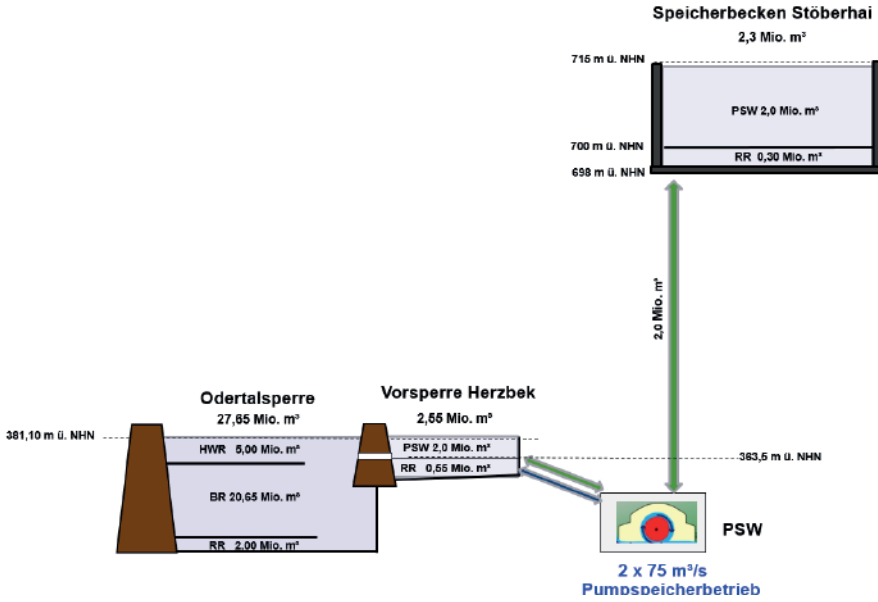 Speicherbecken Stöberhai
2,3 Mio. m³
715 m ü. NHN
PSW 2,0 Mio. m³
700 m ü. NHN
RR 0,30 Mio. m³
698 m ü. NHN
2,0 Mio. m³
Odertalsperre
27,65 Mio. m³
Vorsperre Herzbek
2,55 Mio. m³
381,10 m ü. NHN
HWR 5,00 Mio. m³
PSW 2,0 Mio. m³
RR 0,55 Mio. m³
363,5 m ü. NHN
BR 20,65 Mio. m³
RR 2,00 Mio. m³
PSW
2 x 75 m³/s
Pumpspeicherbetrieb